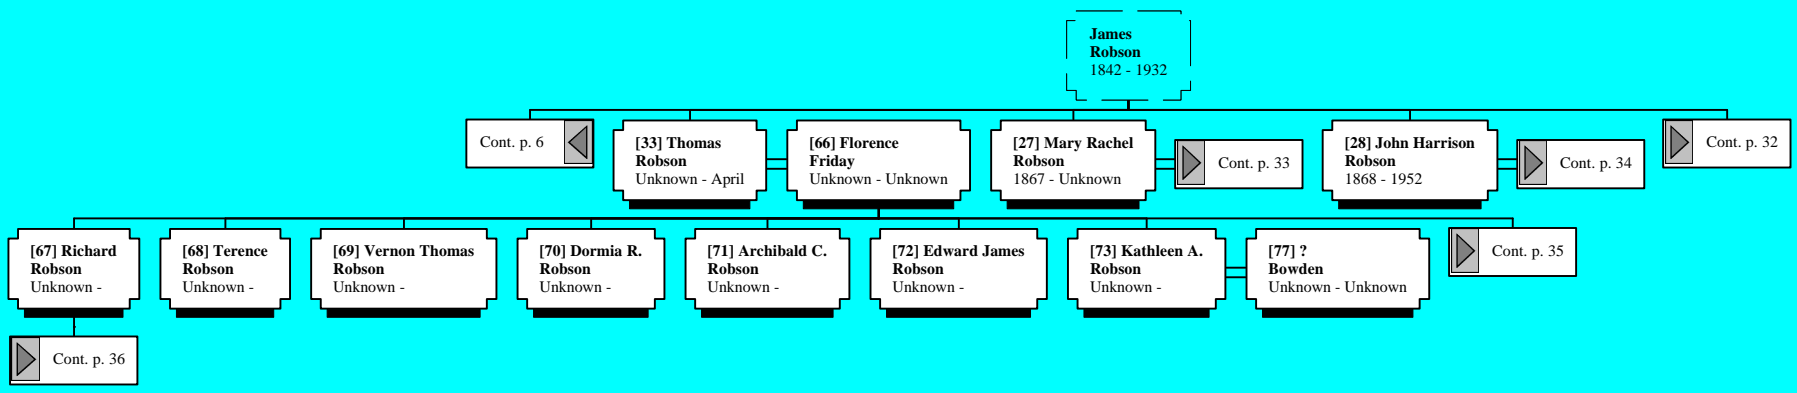 James
Robson
1842 - 1932
Cont. p. 6
[33] Thomas
Robson
Unknown - April
[66] Florence
Friday
Unknown - Unknown
[27] Mary Rachel
Robson
1867 - Unknown
Cont. p. 33
[28] John Harrison
Robson
1868 - 1952
Cont. p. 34
Cont. p. 32
[67] Richard
Robson
Unknown -
[68] Terence
Robson
Unknown -
[69] Vernon Thomas
Robson
Unknown -
[70] Dormia R.
Robson
Unknown -
[71] Archibald C.
Robson
Unknown -
[72] Edward James
Robson
Unknown -
[73] Kathleen A.
Robson
Unknown -
[77] ?
Bowden
Unknown - Unknown
Cont. p. 35
Cont. p. 36